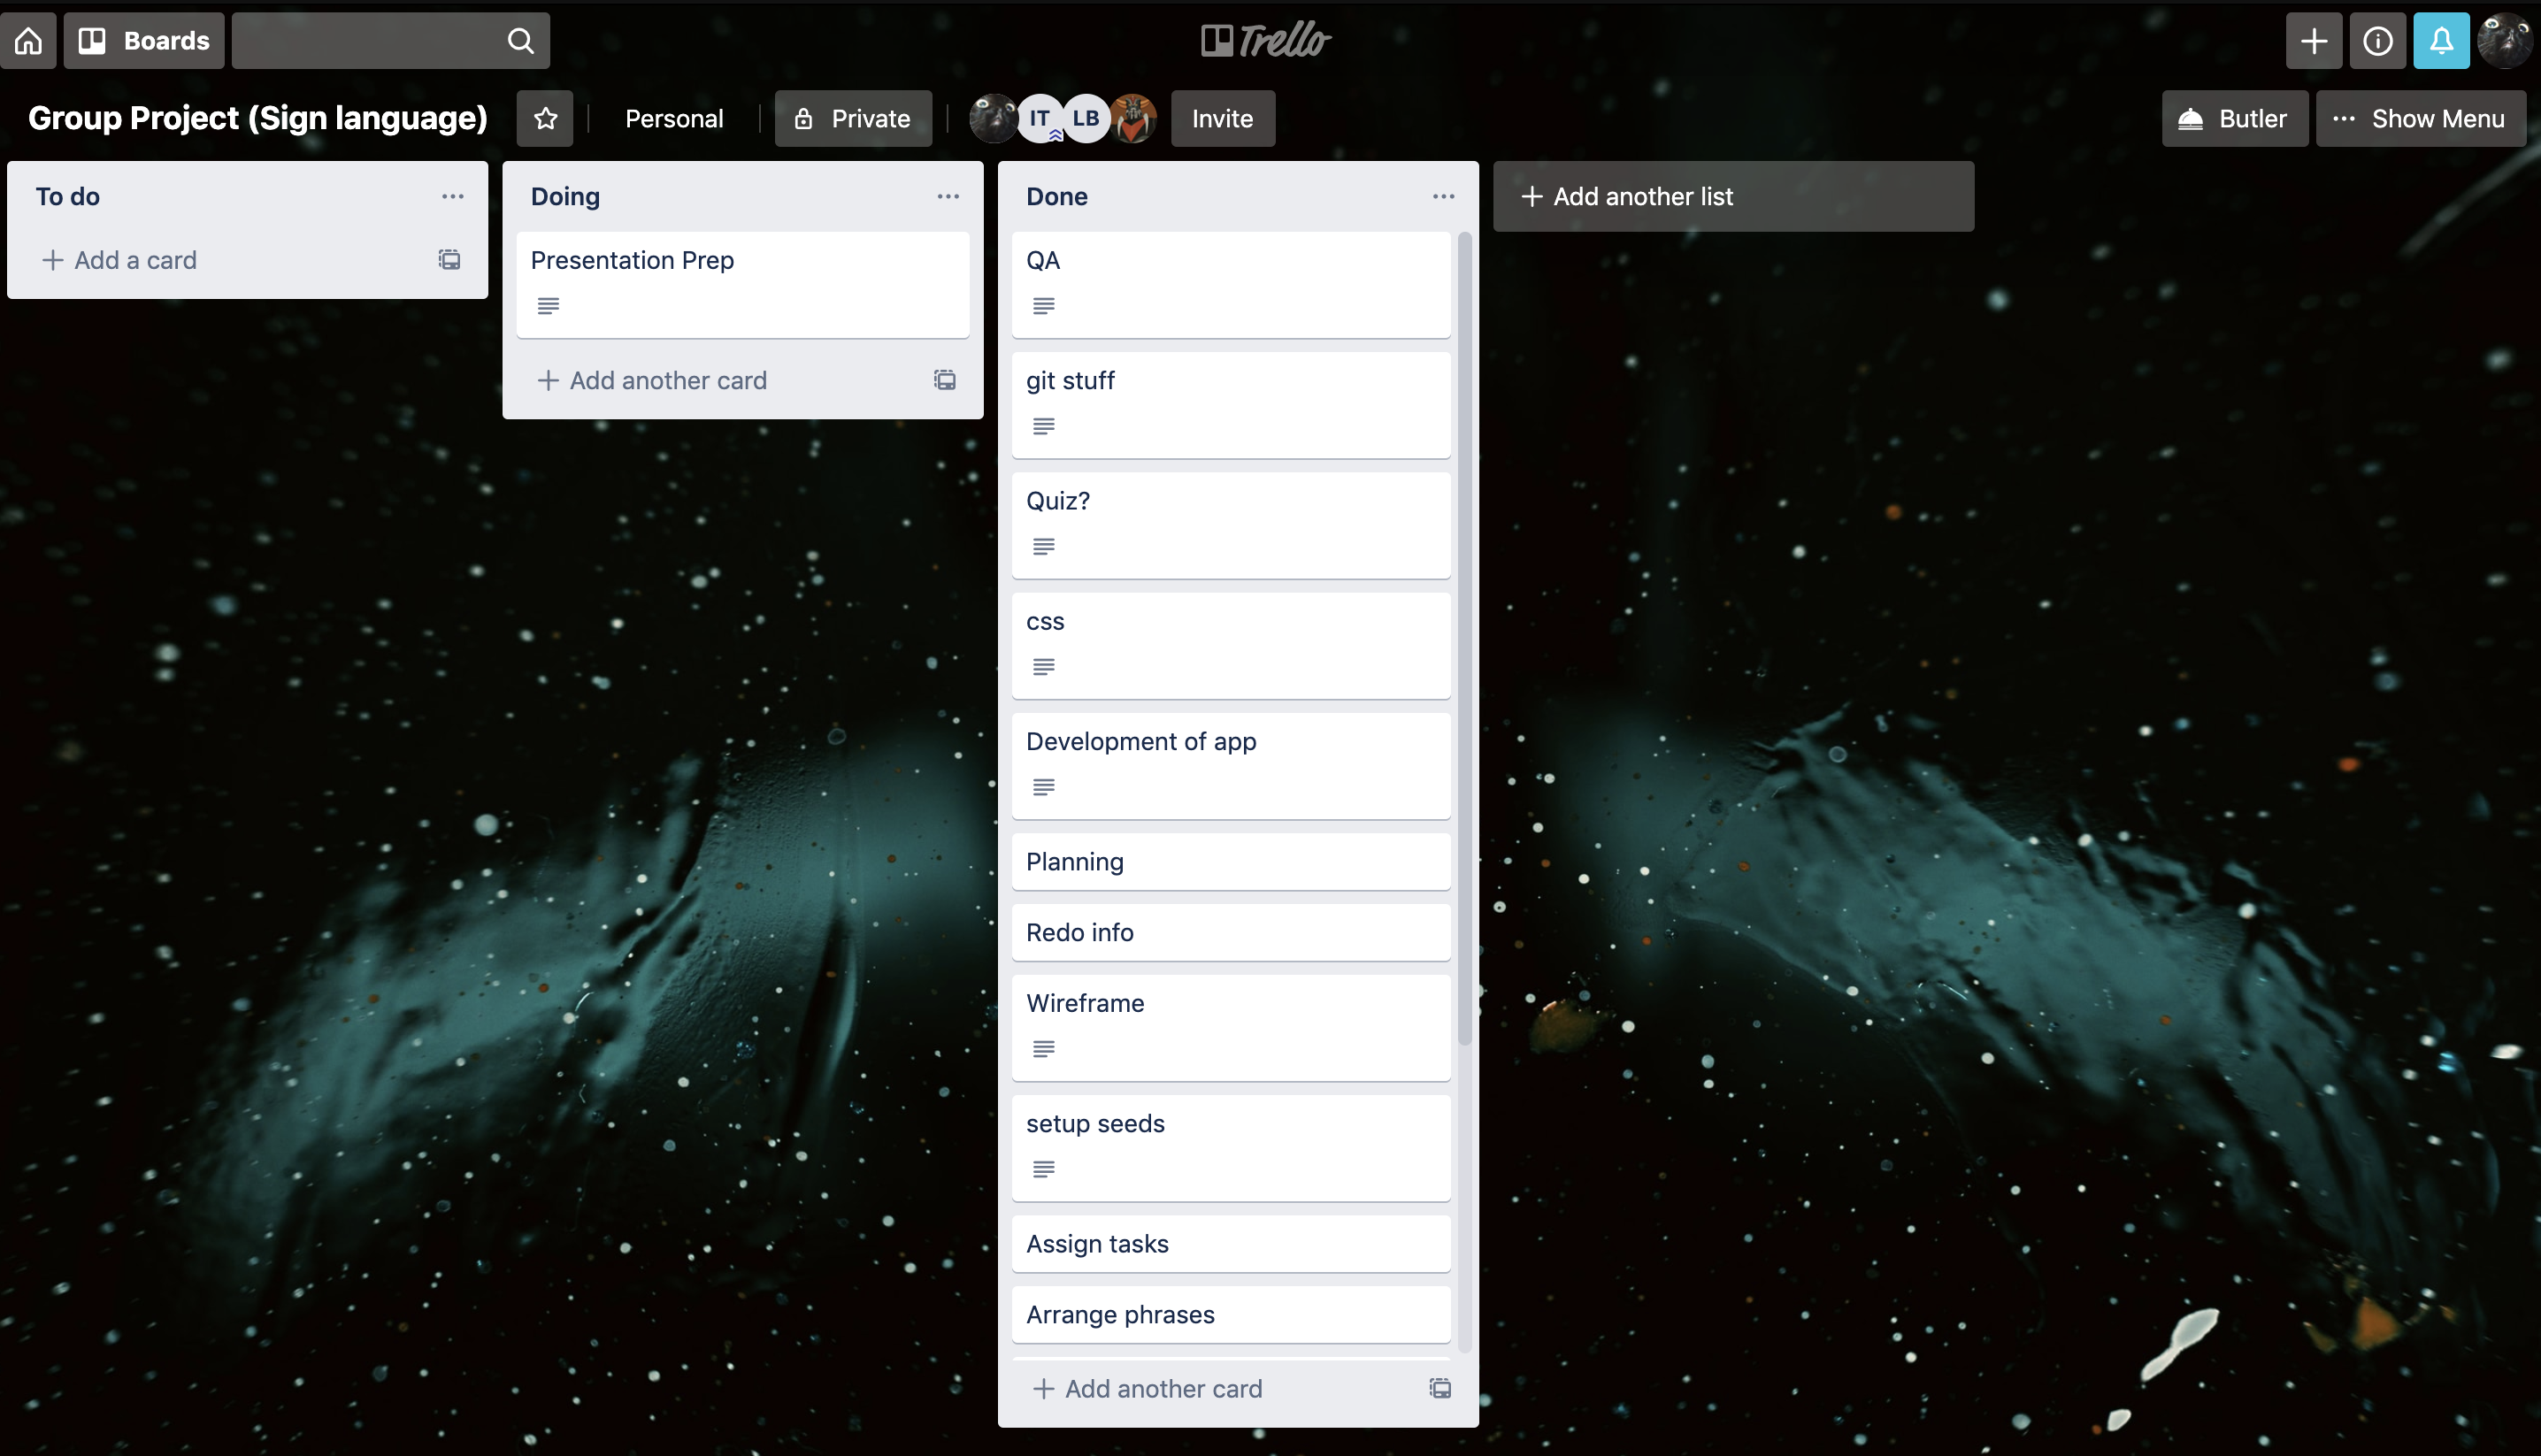 Boards
Trello
Group Project (Sign language)
Personal
Private
IT
LB
Invite
Butler
Show Menu
To do
Add a card
Doing
Presentation Prep
Add another card
Done
QA
git stuff
Quiz?
css
Development of app
Planning
Redo info
Wireframe
setup seeds
Assign tasks
Arrange phrases
Add another card
Add another list